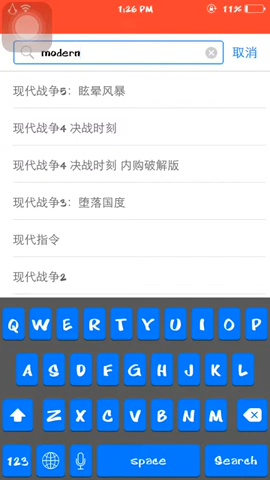 1:26 PM 11%
modern 取消
现代战争5：眩晕风暴
现代战争4 决战时刻
现代战争4 决战时刻 内购破解版
现代战争3：堕落国度
现代指令
现代战争2
Q W E R T Y U I O P
A S D F G H J K L
Z X C V B N M
123 space Search